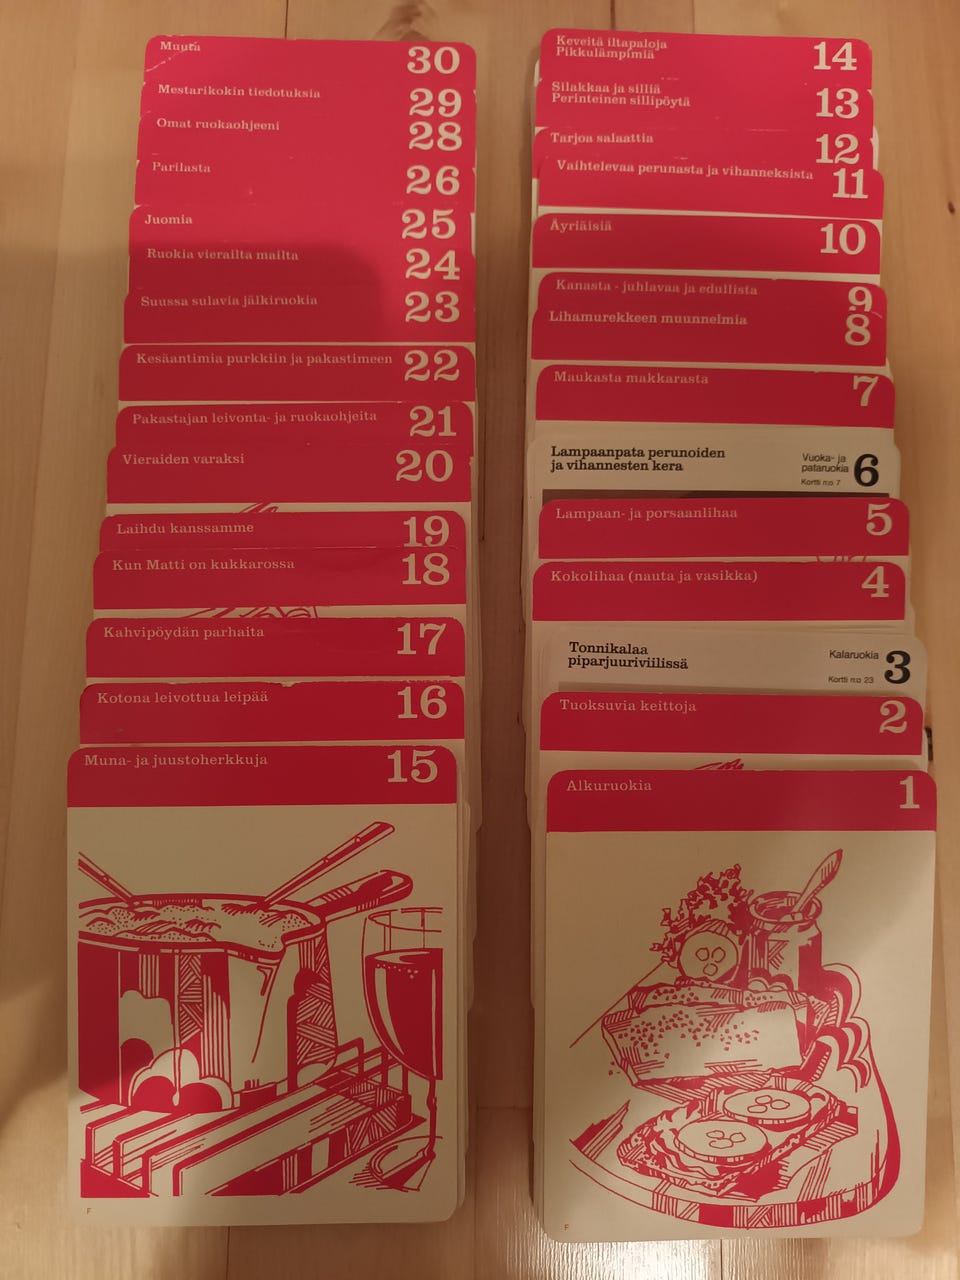 Muuta 30
Mestarikokin tiedotuksia 29
Omat ruokaohjeeni 28
Parilasta 26
Juomia 25
Ruokia vierailta mailta 24
Suussa sulavia jälkiruokia 23
Kesäantimia purkkiin ja pakastimeen 22
Pakastajan leivonta- ja ruokaohjeita 21
Vieraiden varaksi 20
Laihdu kanssamme 19
Kun Matti on kukkarossa 18
Kahvipöydän parhaita 17
Kotona leivottua leipää 16
Muna- ja juustoherkkuja 15
F
Keveitä iltapaloja
Pikkulämpimiä 14
Silakkaa ja silliä
Perinteinen sillipöytä 13
Tarjoa salaattia 12
Vaihtelevaa perunasta ja vihanneksista 11
Äyriäisiä 10
Kanasta - juhlavaa ja edullista 9
Lihamurekkeen muunnelmia 8
Maukasta makkarasta 7
Lampaanpata perunoiden
ja vihannesten kera
Vuoka- ja
pataruokia 6
Kortti n:o 7
Lampaan- ja porsaanlihaa 5
Kokolihaa (nauta ja vasikka) 4
Tonnikalaa
piparjuuriviilissä
Kalaruokia 3
Kortti n:o 23
Tuoksuvia keittoja 2
Alkuruokia 1
F